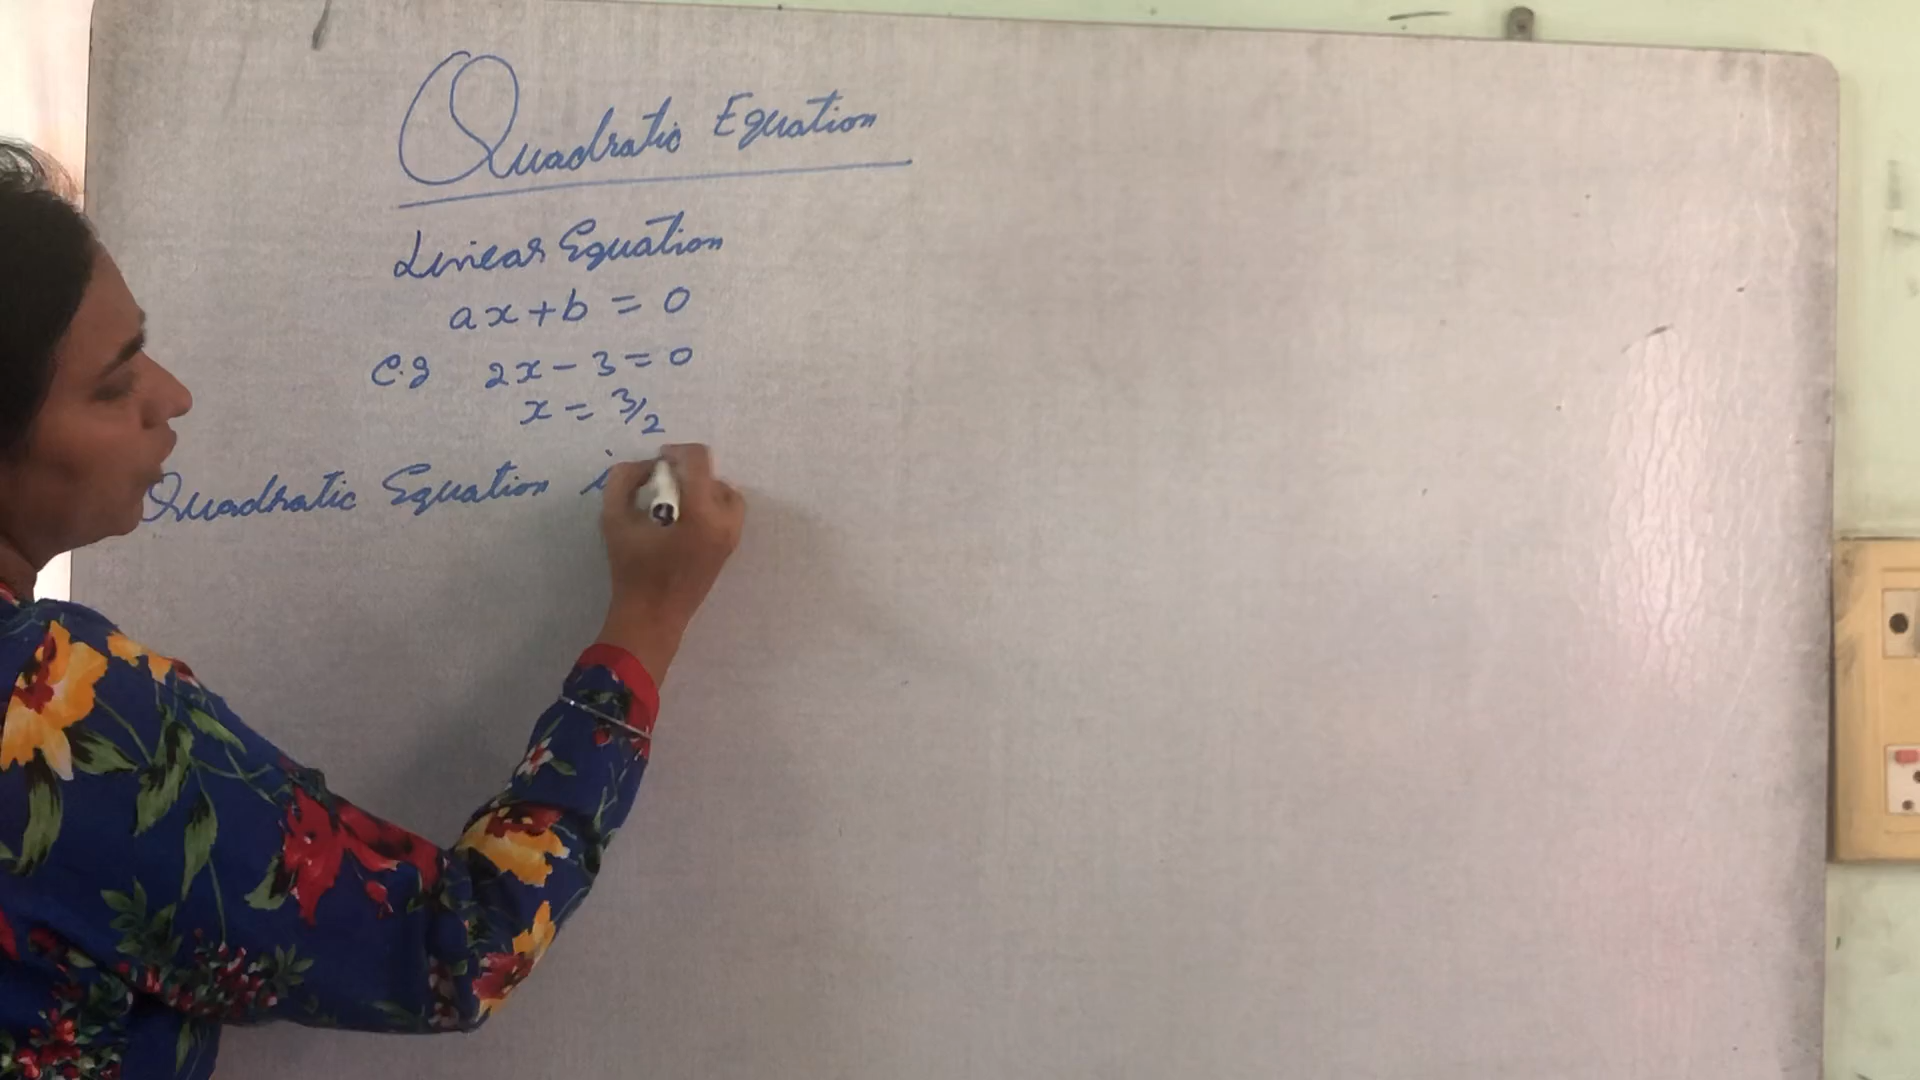 Quadratic Equation
Linear Equation
ax+b = 0
e.g 2x-3=0
x = 3/2
Quadratic Equation i